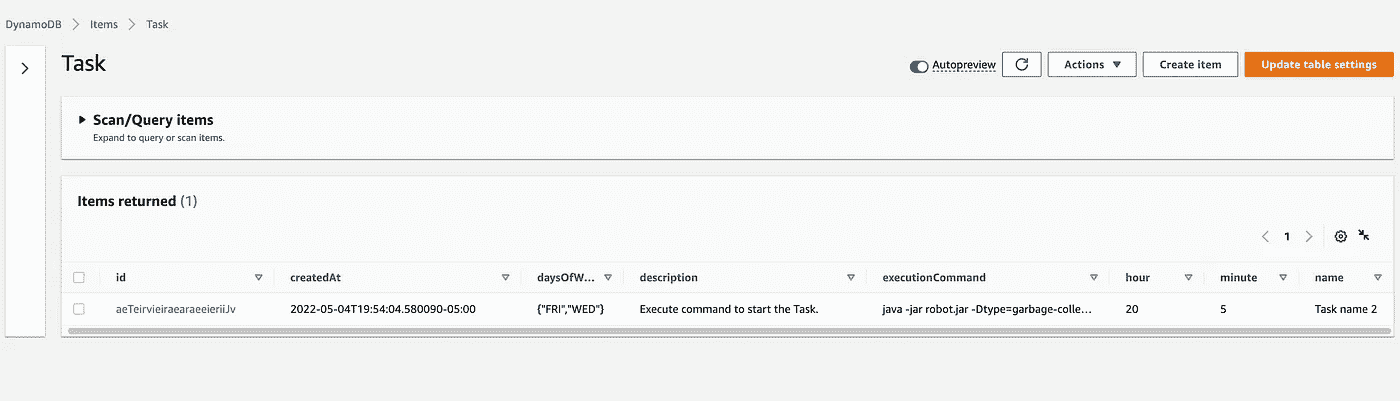 DynamoDB Items Task
Task
Autopreview Actions Create item Update table settings
Scan/Query items
Expand to query or scan items.
Items returned (1)
1
id createdAt daysOfW... description executionCommand hour minute name
aeTeirvieiraearaeeieriiJv 2022-05-04T19:54:04.580090-05:00 {"FRI","WED"} Execute command to start the Task. java -jar robot.jar -Dtype=garbage-colle... 20 5 Task name 2